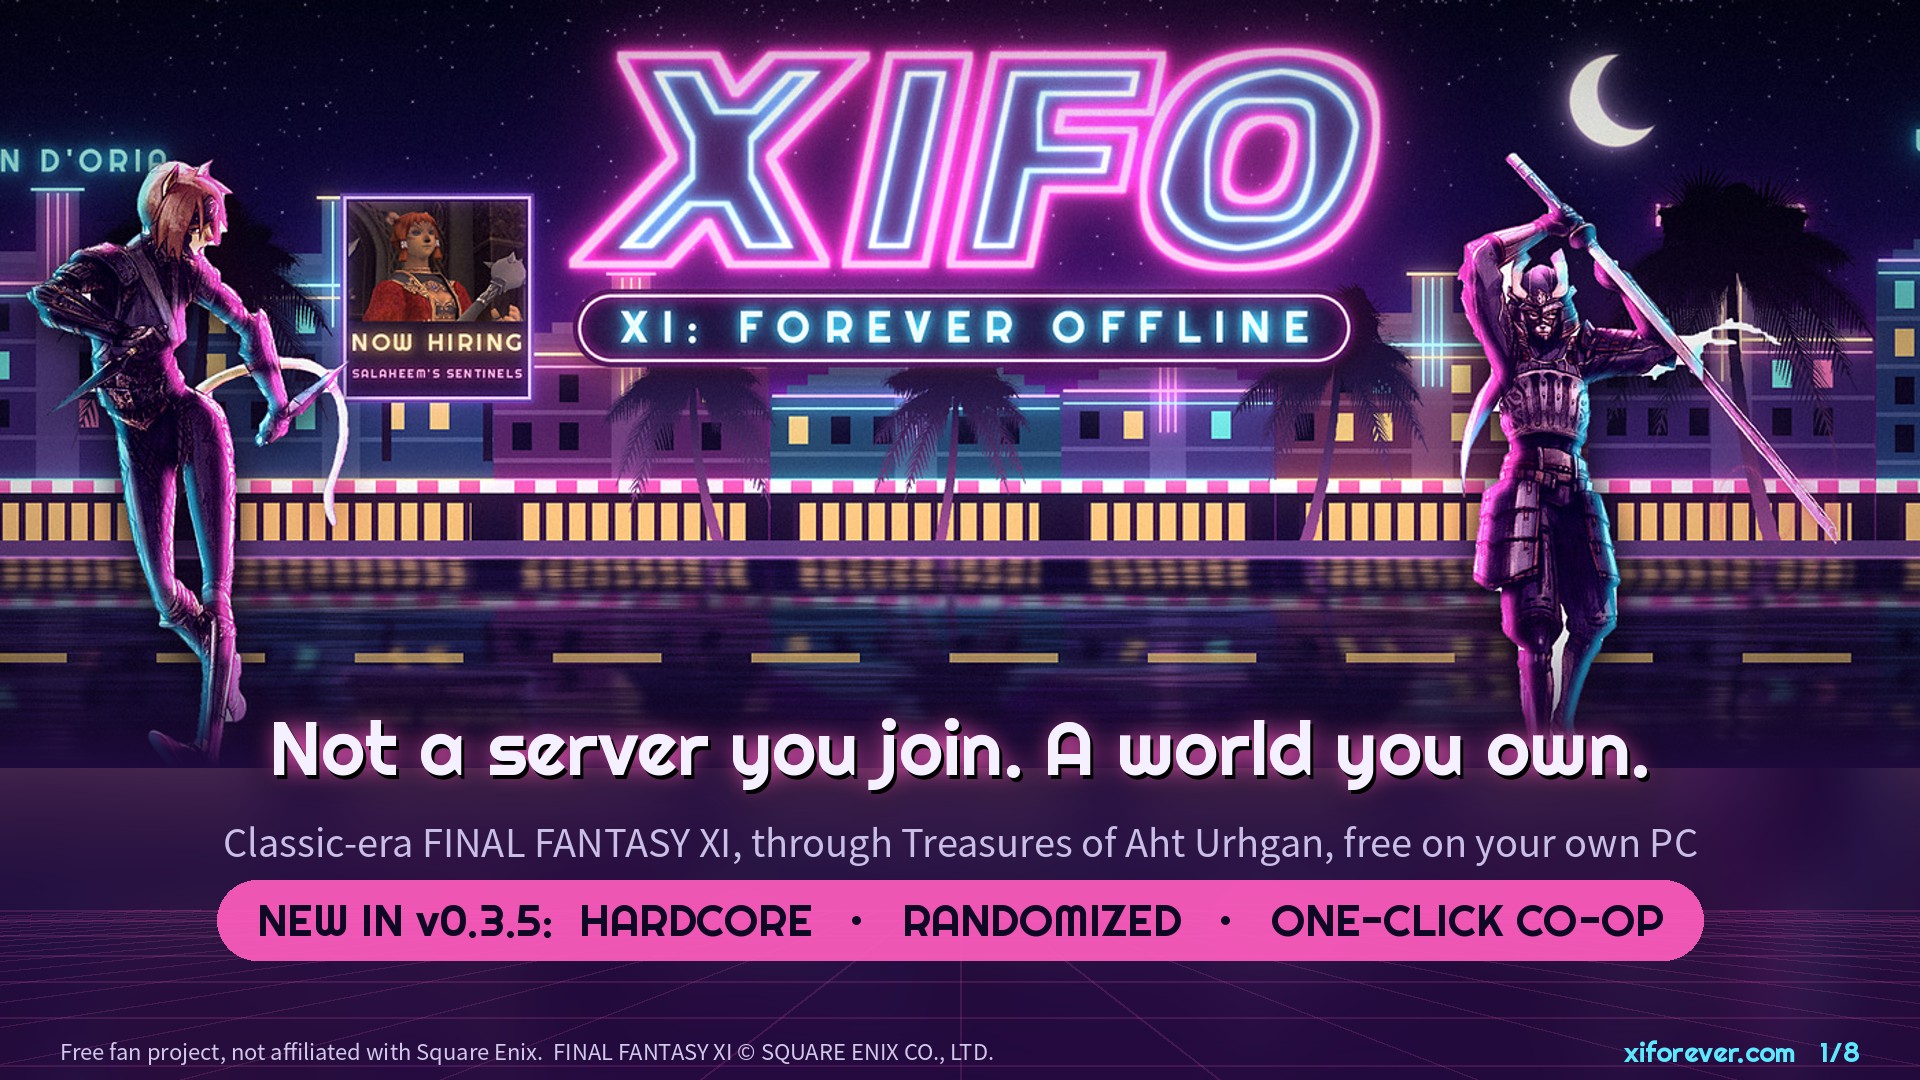 XIFO
XI: FOREVER OFFLINE
N D'ORIA
NOW HIRING
SALAHEEM'S SENTINELS
Not a server you join. A world you own.
Classic-era FINAL FANTASY XI, through Treasures of Aht Urhgan, free on your own PC
NEW IN v0.3.5: HARDCORE • RANDOMIZED • ONE-CLICK CO-OP
Free fan project, not affiliated with Square Enix. FINAL FANTASY XI © SQUARE ENIX CO., LTD.
xiforever.com 1/8